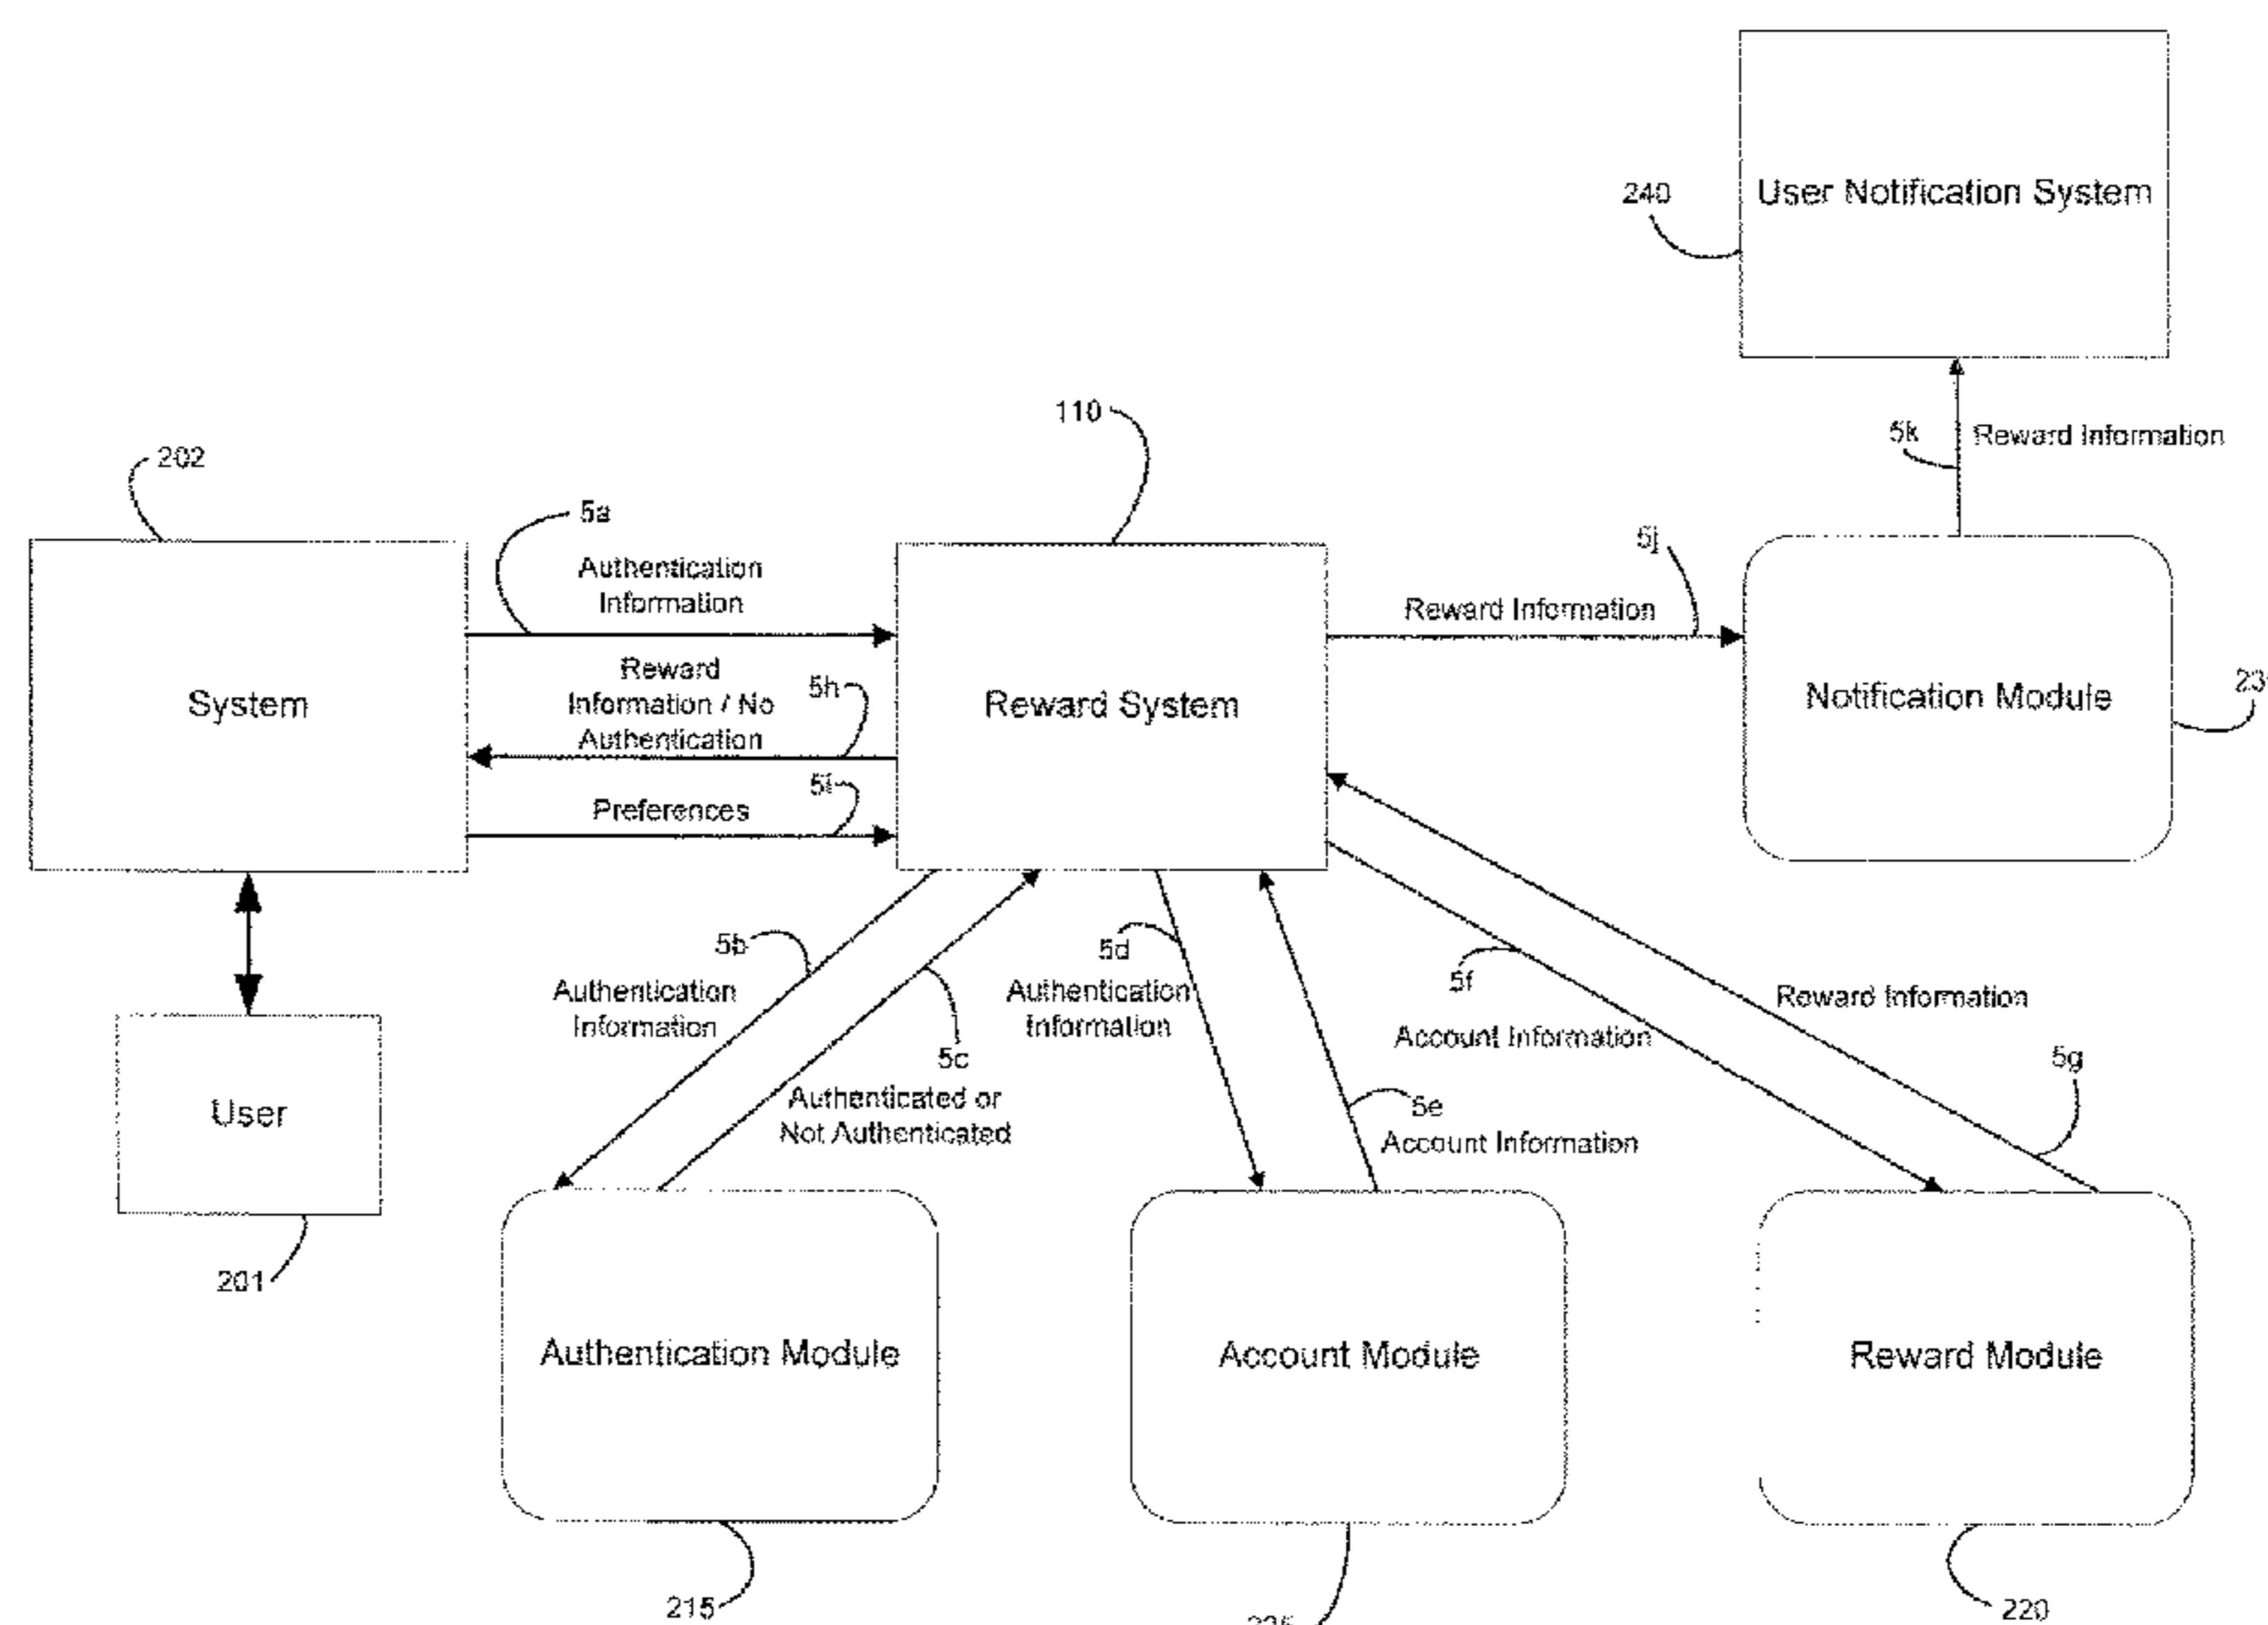 240
User Notification System
110
5k
Reward Information
202
5a
5j
Authentication
Information
Reward Information
Reward
Information / No
Authentication
5h
System
Reward System
Notification Module
23
5i
Preferences
5b
5d
5f
Authentication
Information
Authentication
Information
Reward Information
Account Information
5c
5g
Authenticated or
Not Authenticated
5e
Account Information
User
201
Authentication Module
Account Module
Reward Module
215
220